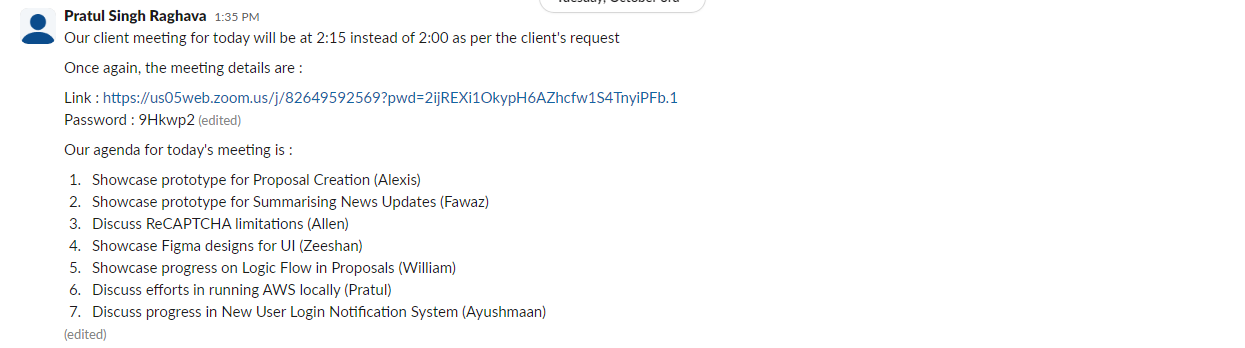 Tuesday, October 3rd
Pratul Singh Raghava 1:35 PM
Our client meeting for today will be at 2:15 instead of 2:00 as per the client's request
Once again, the meeting details are :
Link : https://us05web.zoom.us/j/82649592569?pwd=2ijREXi1OkypH6AZhcfw1S4TnyiPFb.1
Password : 9Hkwp2 (edited)
Our agenda for today's meeting is :
1. Showcase prototype for Proposal Creation (Alexis)
2. Showcase prototype for Summarising News Updates (Fawaz)
3. Discuss ReCAPTCHA limitations (Allen)
4. Showcase Figma designs for UI (Zeeshan)
5. Showcase progress on Logic Flow in Proposals (William)
6. Discuss efforts in running AWS locally (Pratul)
7. Discuss progress in New User Login Notification System (Ayushmaan)
(edited)